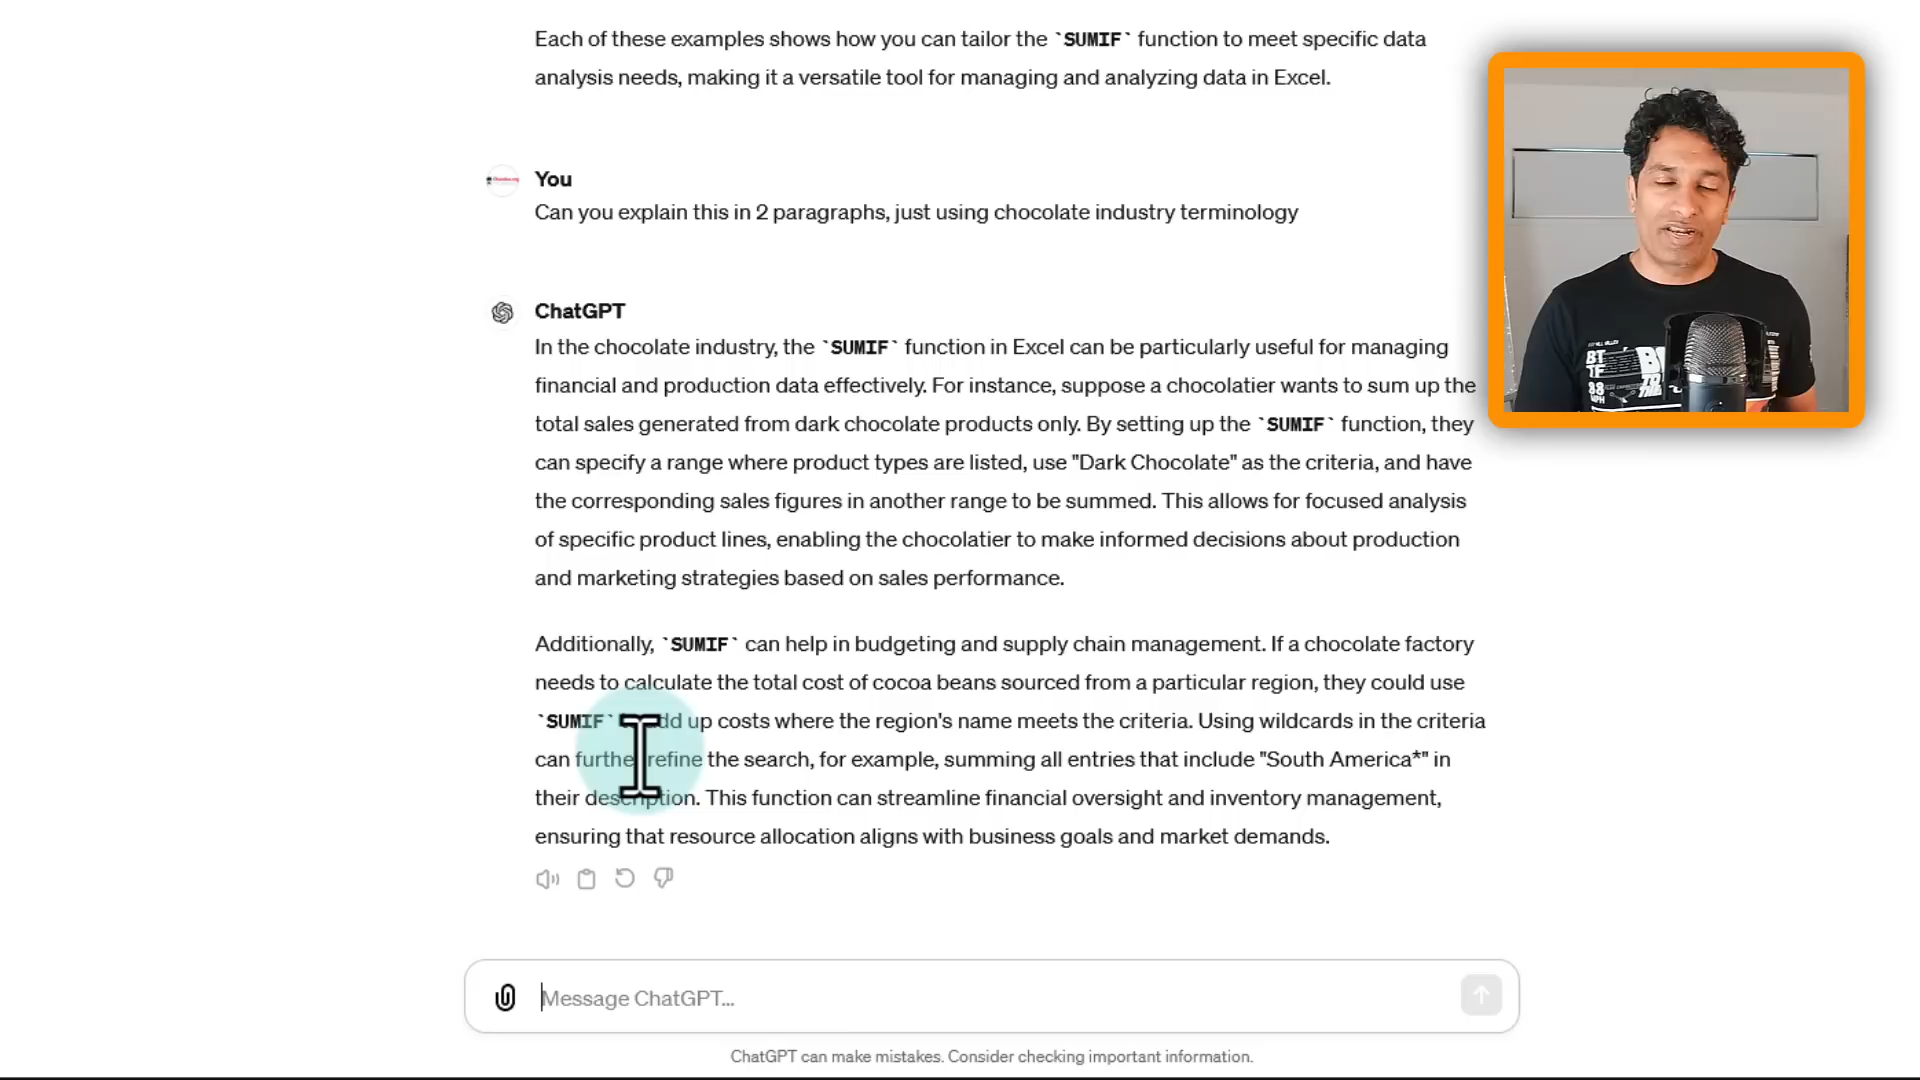 Each of these examples shows how you can tailor the `SUMIF` function to meet specific data
analysis needs, making it a versatile tool for managing and analyzing data in Excel.
You
Can you explain this in 2 paragraphs, just using chocolate industry terminology
ChatGPT
In the chocolate industry, the `SUMIF` function in Excel can be particularly useful for managing
financial and production data effectively. For instance, suppose a chocolatier wants to sum up the
total sales generated from dark chocolate products only. By setting up the `SUMIF` function, they
can specify a range where product types are listed, use "Dark Chocolate" as the criteria, and have
the corresponding sales figures in another range to be summed. This allows for focused analysis
of specific product lines, enabling the chocolatier to make informed decisions about production
and marketing strategies based on sales performance.
Additionally, `SUMIF` can help in budgeting and supply chain management. If a chocolate factory
needs to calculate the total cost of cocoa beans sourced from a particular region, they could use
`SUMIF` up costs where the region's name meets the criteria. Using wildcards in the criteria
can further refine the search, for example, summing all entries that include "South America*" in
their description. This function can streamline financial oversight and inventory management,
ensuring that resource allocation aligns with business goals and market demands.
Message ChatGPT...
ChatGPT can make mistakes. Consider checking important information.